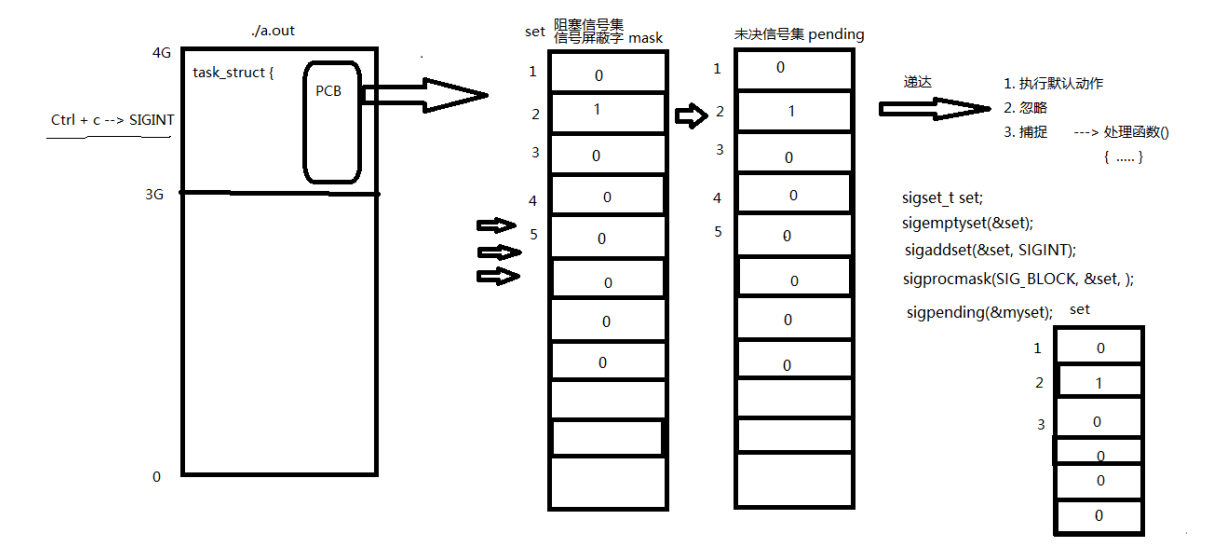 ./a.out
4G
task_struct {
PCB
Ctrl + c --> SIGINT
3G
0
set
阻塞信号集
信号屏蔽字 mask
1 0
2 1
3 0
4 0
5 0
0
0
0
未决信号集 pending
1 0
2 1
3 0
4 0
5 0
0
0
0
递达
1. 执行默认动作
2. 忽略
3. 捕捉 ---> 处理函数()
{ ..... }
sigset_t set;
sigemptyset(&set);
sigaddset(&set, SIGINT);
sigprocmask(SIG_BLOCK, &set, );
sigpending(&myset);
set
1 0
2 1
3 0
0
0
0